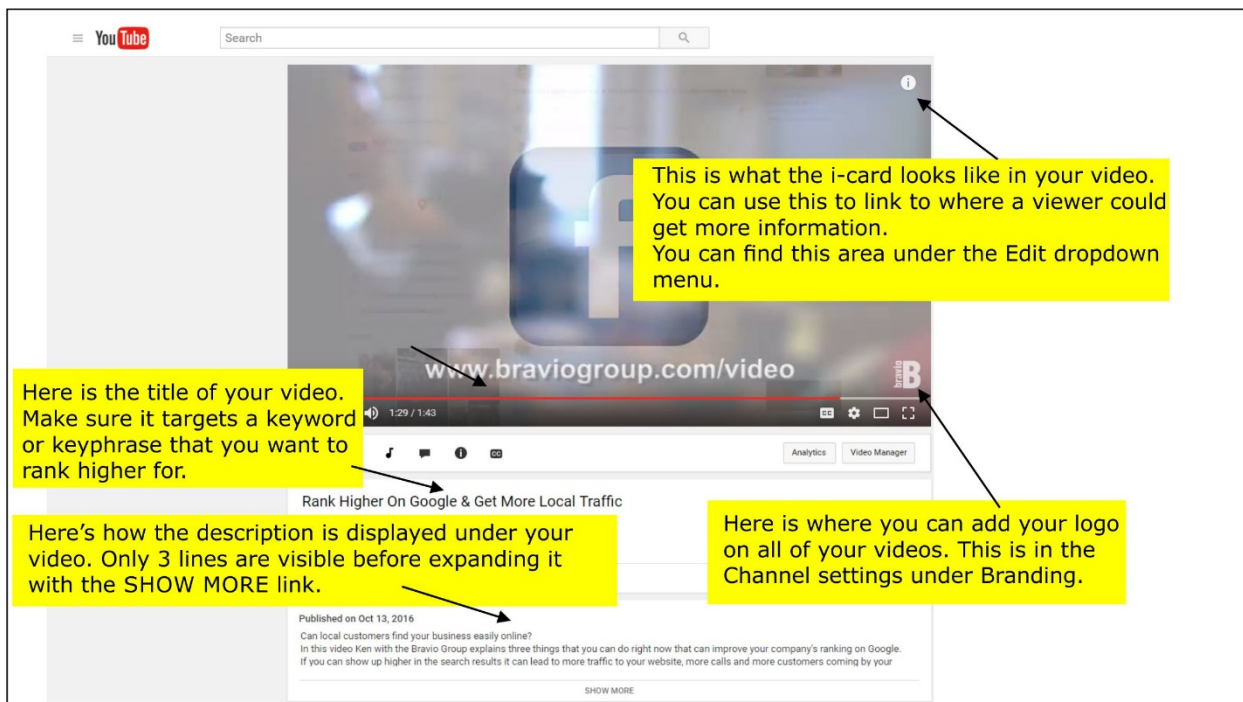 YouTube
Search
This is what the i-card looks like in your video.
You can use this to link to where a viewer could
get more information.
You can find this area under the Edit dropdown
menu.
www.braviogroup.com/video
bravio
B
Here is the title of your video.
Make sure it targets a keyword
or keyphrase that you want to
rank higher for.
1:29 / 1:43
CC
CC
Analytics
Video Manager
Rank Higher On Google & Get More Local Traffic
Here’s how the description is displayed under your
video. Only 3 lines are visible before expanding it
with the SHOW MORE link.
Here is where you can add your logo
on all of your videos. This is in the
Channel settings under Branding.
Published on Oct 13, 2016
Can local customers find your business easily online?
In this video Ken with the Bravio Group explains three things that you can do right now that can improve your company's ranking on Google.
If you can show up higher in the search results it can lead to more traffic to your website, more calls and more customers coming by your
SHOW MORE